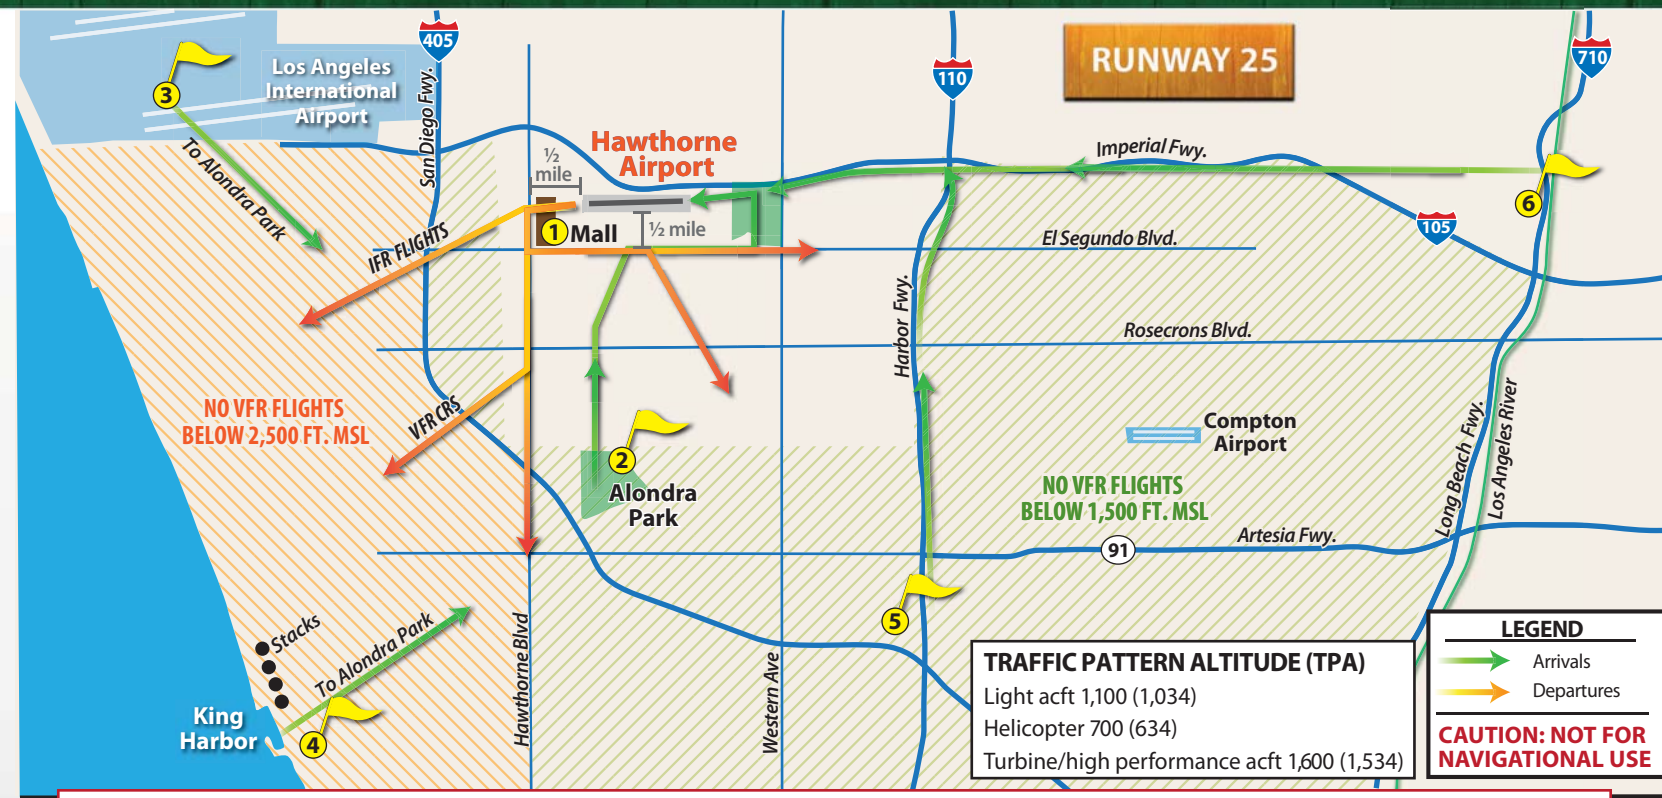 405
110
RUNWAY 25
710
3
Los Angeles
International
Airport
San Diego Fwy.
Hawthorne
Airport
½
mile
Imperial Fwy.
To Alondra Park
6
IFR FLIGHTS
1
Mall
½ mile
El Segundo Blvd.
105
Harbor Fwy.
Rosecrons Blvd.
NO VFR FLIGHTS
BELOW 2,500 FT. MSL
VFR CRS
2
Alondra
Park
Compton
Airport
NO VFR FLIGHTS
BELOW 1,500 FT. MSL
Long Beach Fwy.
Los Angeles River
91
Artesia Fwy.
5
Stacks
To Alondra Park
King
Harbor
4
Hawthorne Blvd
Western Ave
TRAFFIC PATTERN ALTITUDE (TPA)
Light acft 1,100 (1,034)
Helicopter 700 (634)
Turbine/high performance acft 1,600 (1,534)
LEGEND
Arrivals
Departures
CAUTION: NOT FOR
NAVIGATIONAL USE